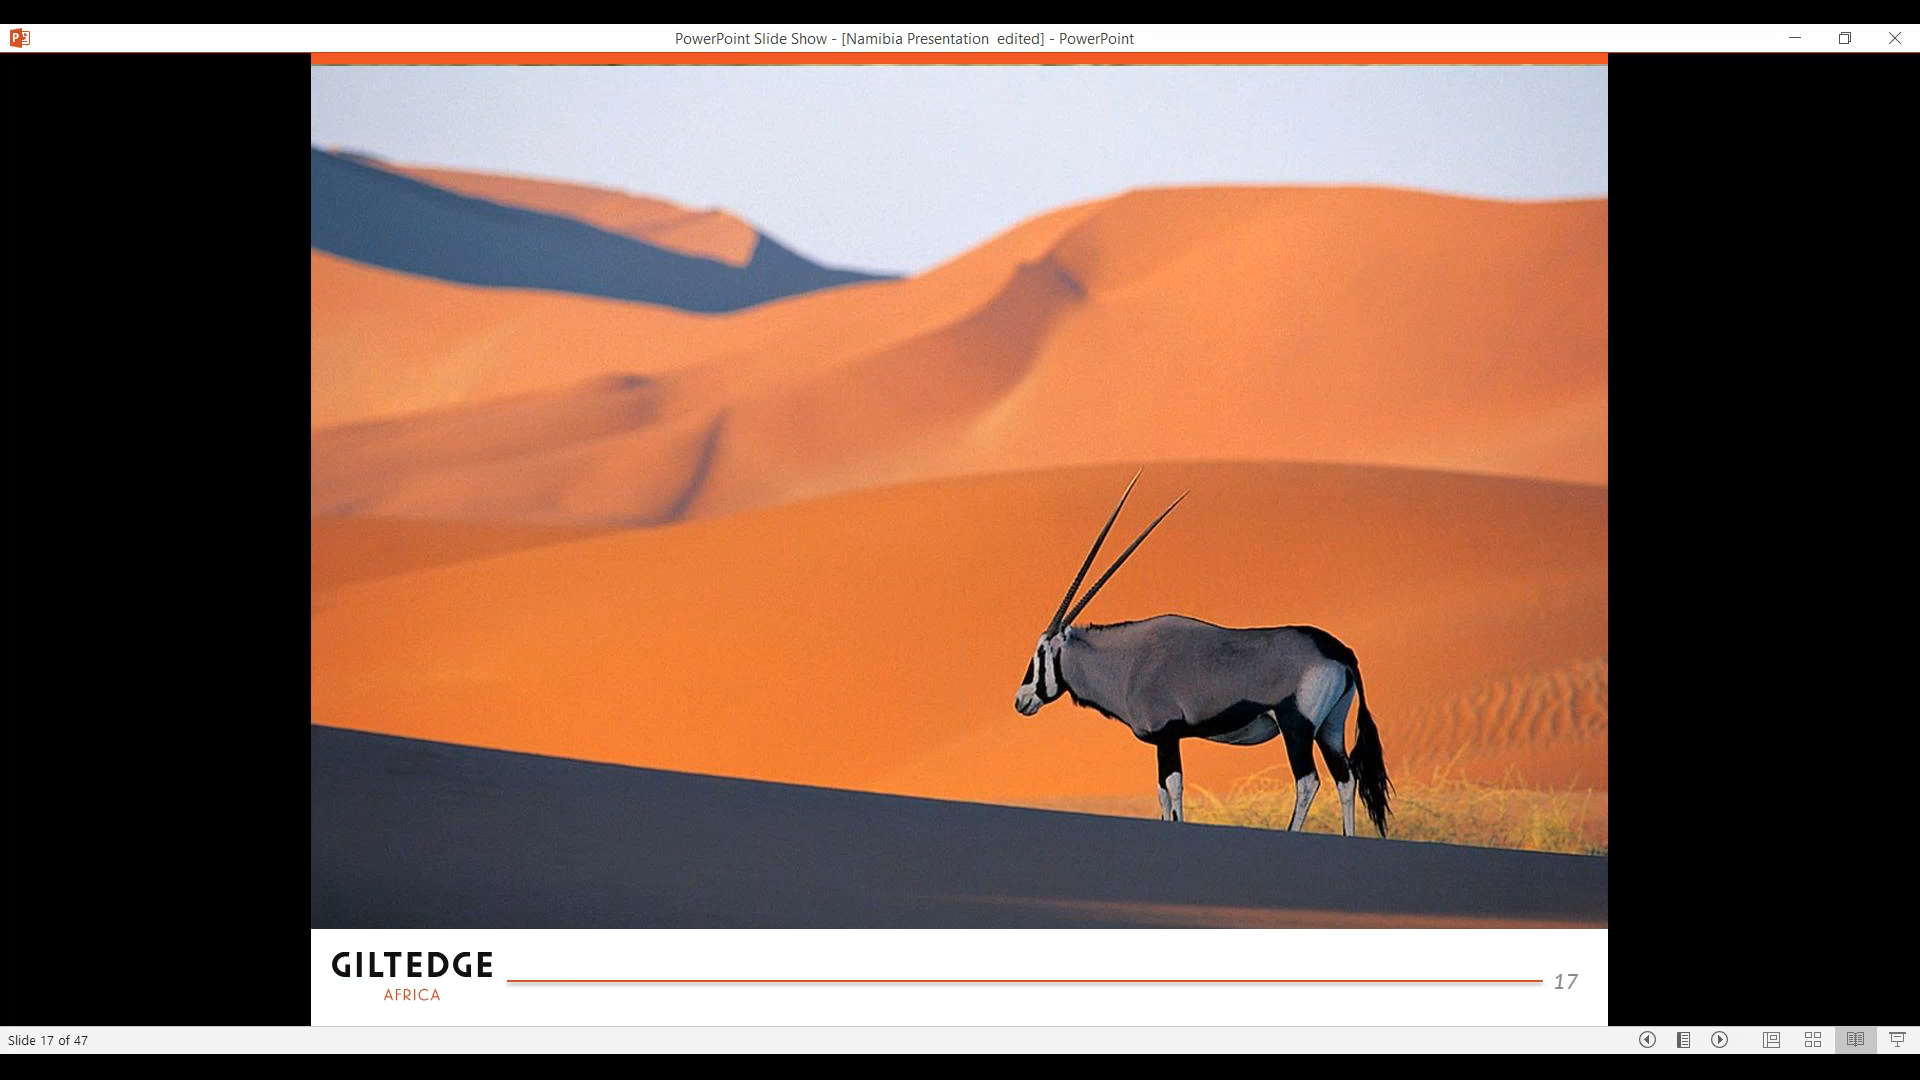 PowerPoint Slide Show - [Namibia Presentation  edited] - PowerPoint
GILTEDGE
AFRICA
17
Slide 17 of 47